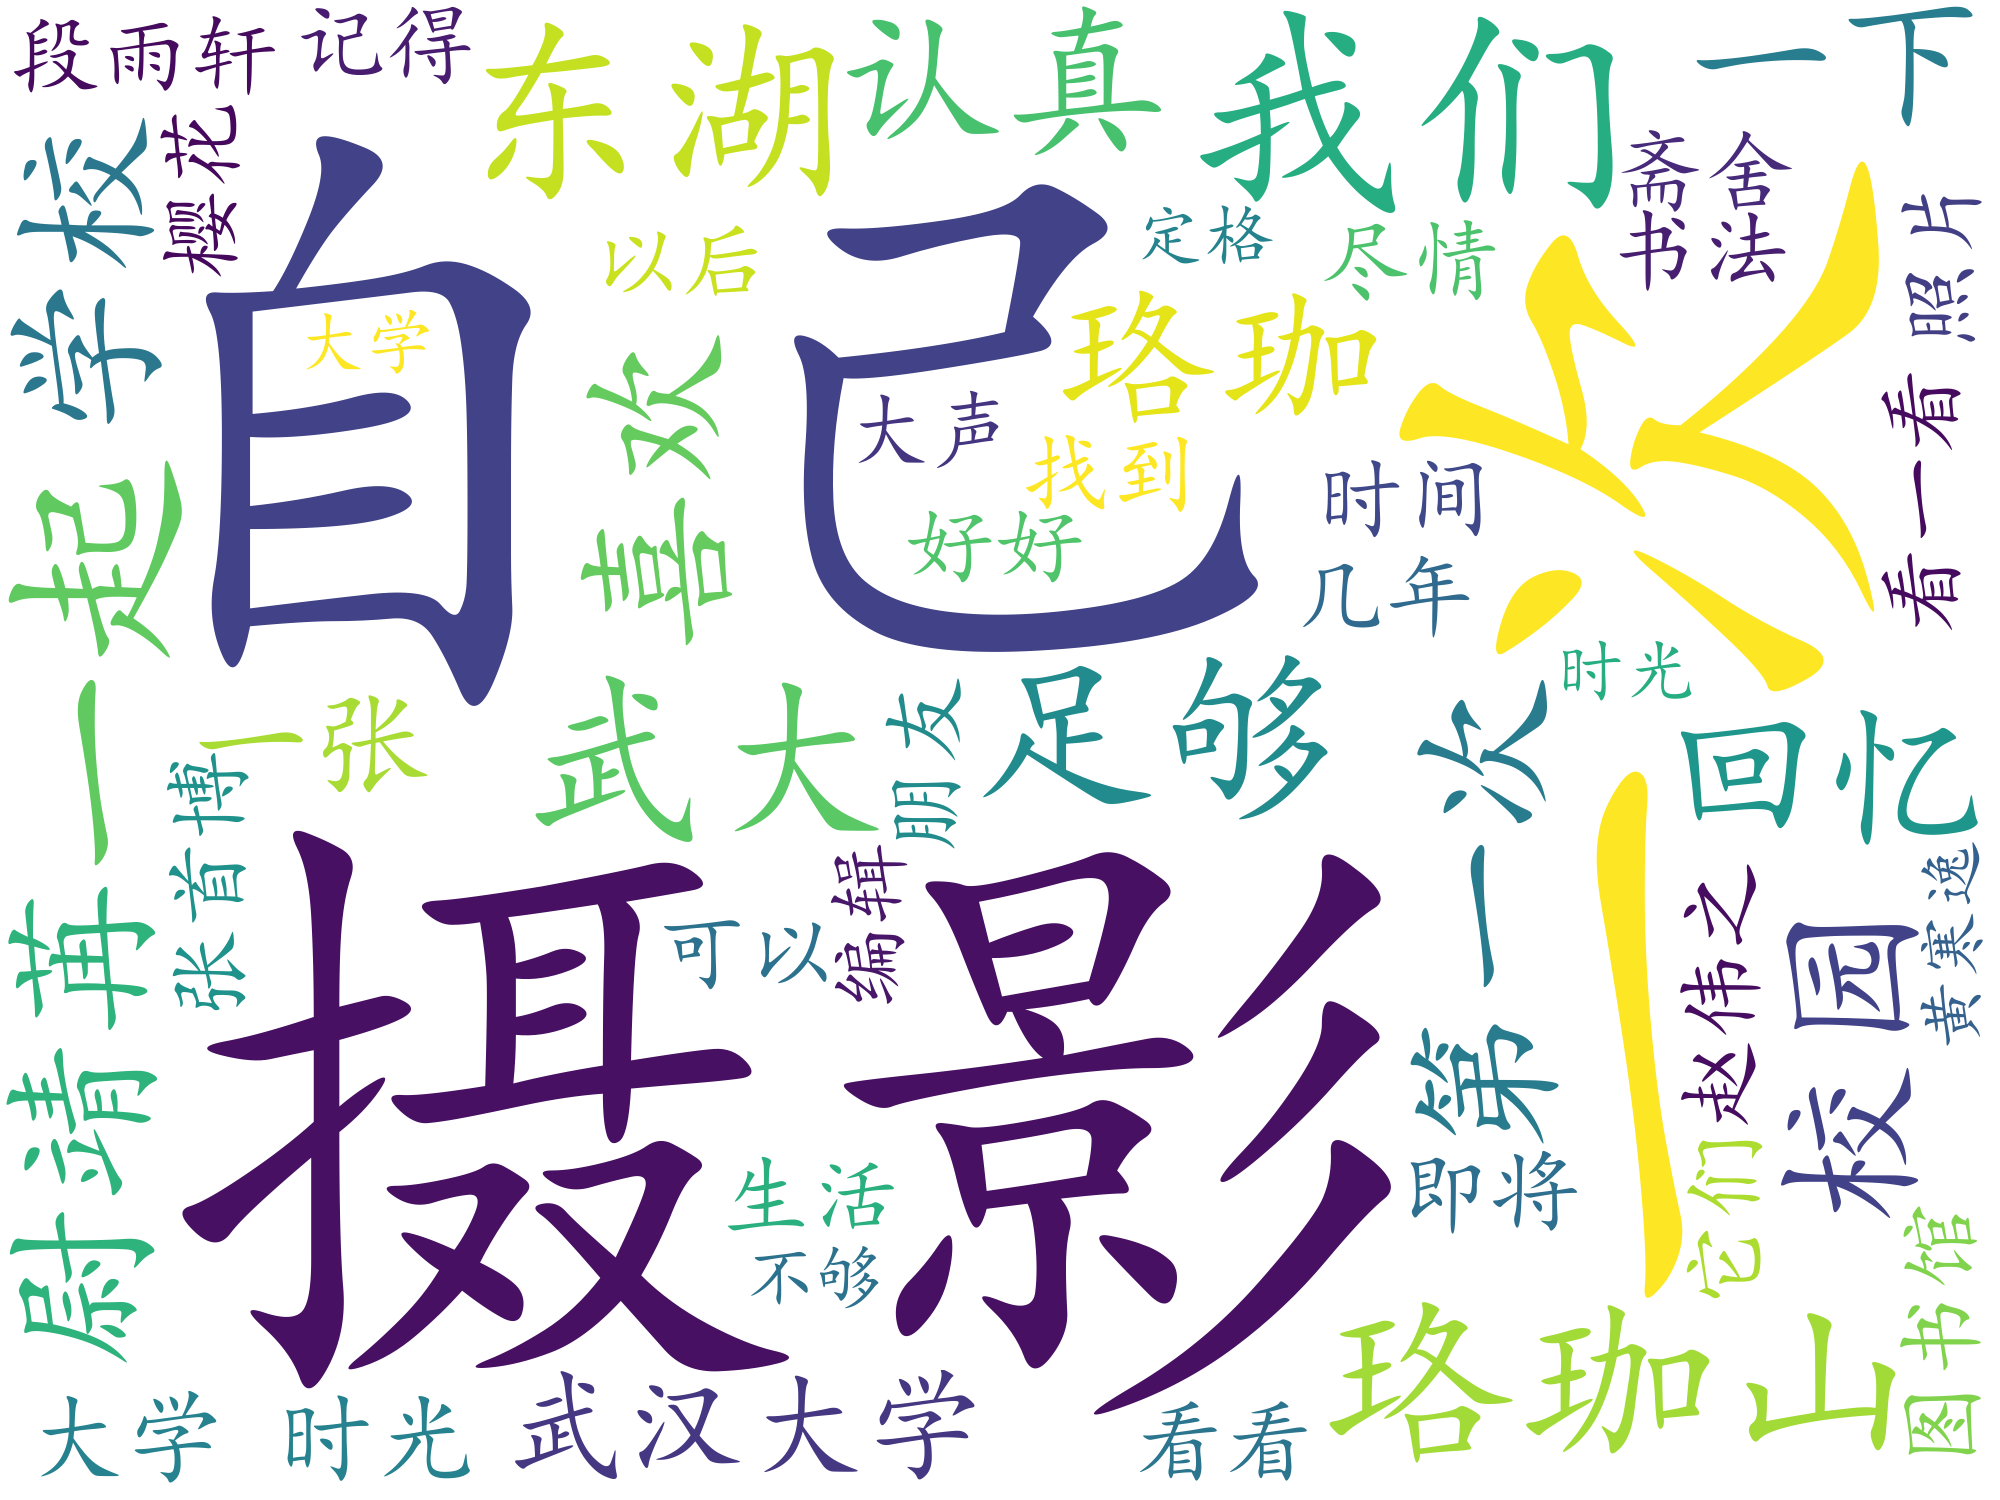 段雨轩
记得
东湖
认真
我们
一下
学校
樱花
自己
以后
大学
喜欢
定格
尽情
斋舍
书法
照片
珞珈
大声
找到
好好
时间
几年
看一看
一次
一起
一张
武大
朋友
足够
第一次
时光
回忆
张首博
尉靖苒
摄影
可以
编辑
赵伟之
校园
黄寒逸
生活
不够
即将
它们
图书馆
大学 时光
武汉大学
看看
珞珈山